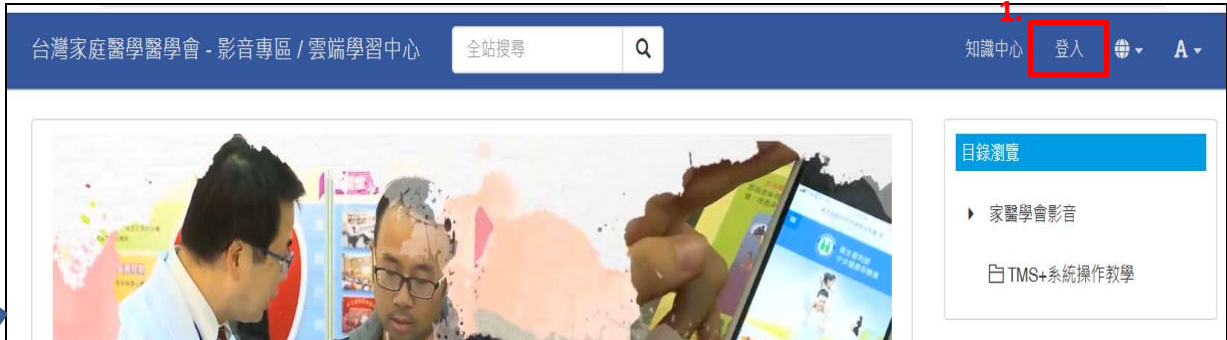 1.
台灣家庭醫學醫學會 - 影音專區 / 雲端學習中心
全站搜尋
知識中心
登入
A
目錄瀏覽
家醫學會影音
TMS+系統操作教學